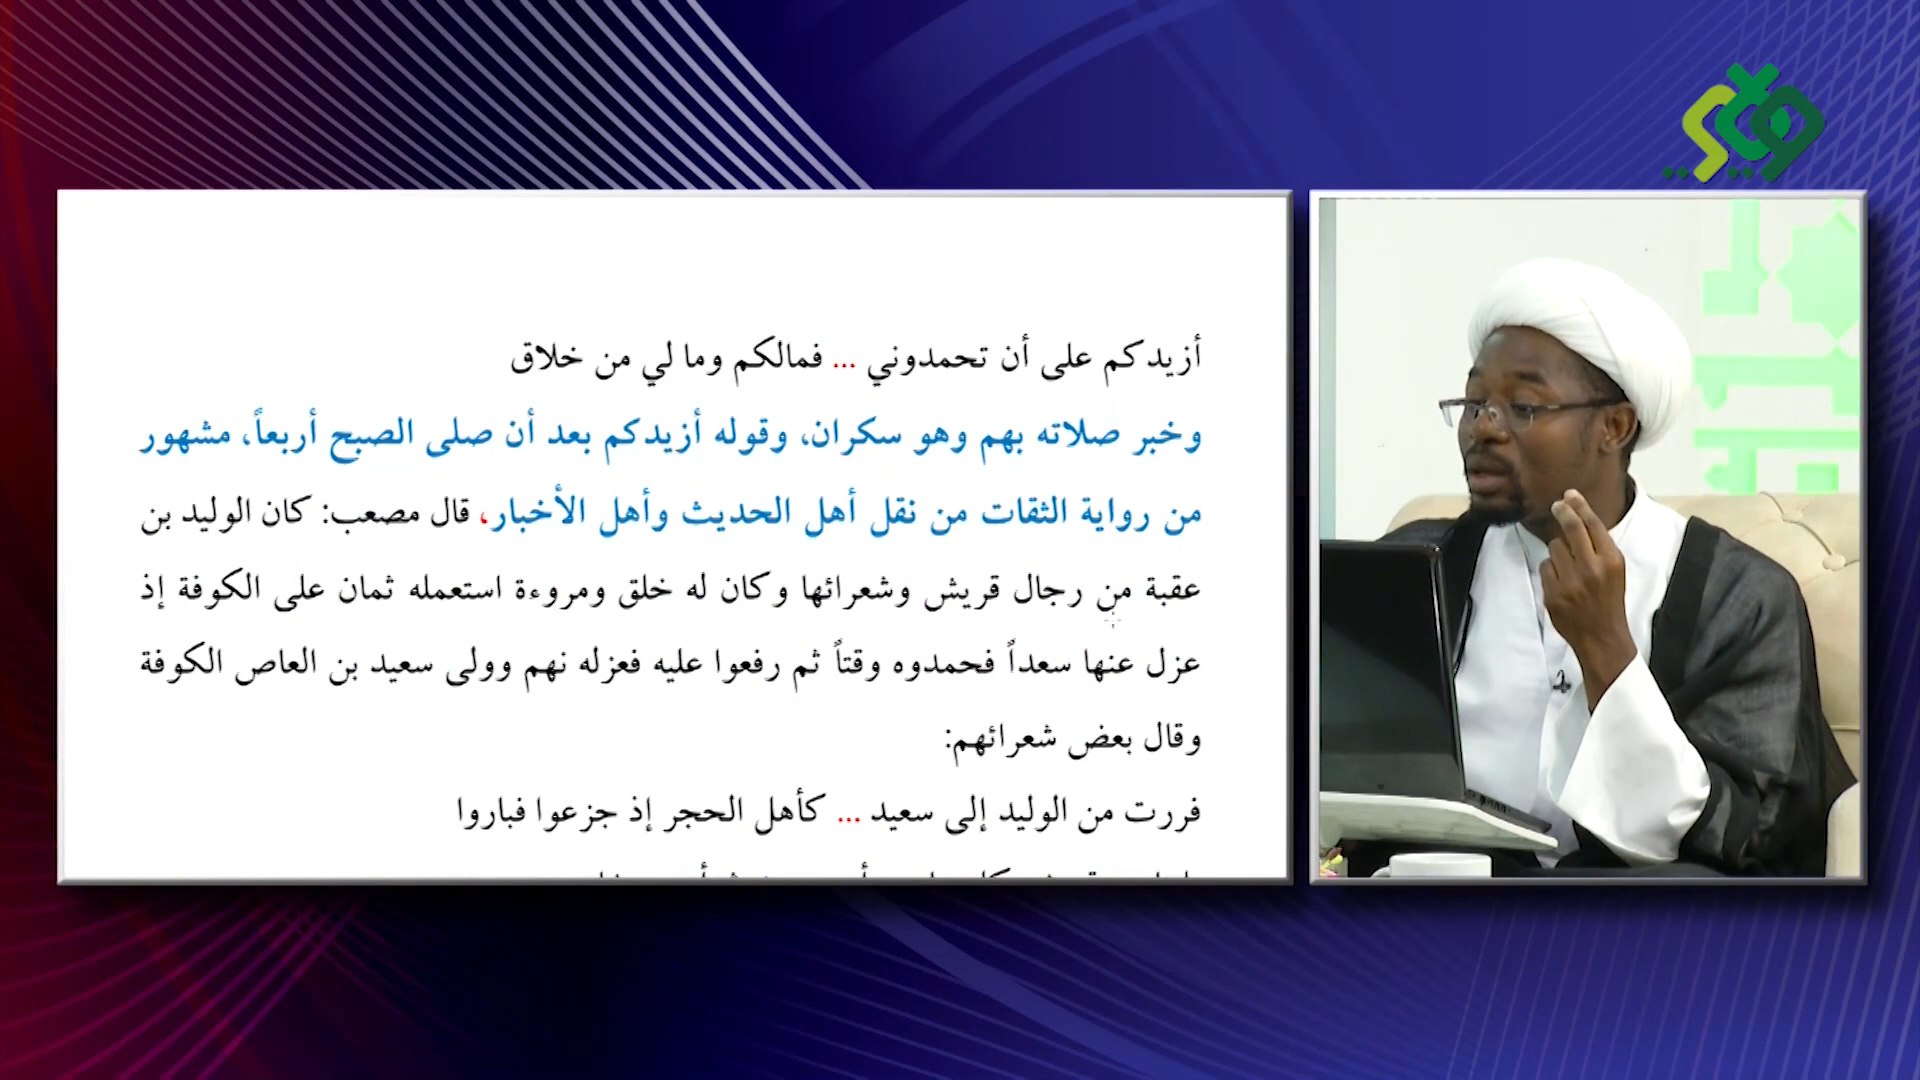 أزيدكم على أن تحمدوني ... فمالكم وما لي من خلاق
وخبر صلاته بهم وهو سكران، وقوله أزيدكم بعد أن صلى الصبح أربعاً، مشهور
من رواية الثقات من نقل أهل الحديث وأهل الأخبار، قال مصعب: كان الوليد بن
عقبة من رجال قريش وشعرائها وكان له خلق ومروءة استعمله ثمان على الكوفة إذ
عزل عنها سعداً فحمدوه وقتاً ثم رفعوا عليه فعزله نهم وولى سعيد بن العاص الكوفة
وقال بعض شعرائهم:
فررت من الوليد إلى سعيد ... كأهل الحجر إذ جزعوا فباروا